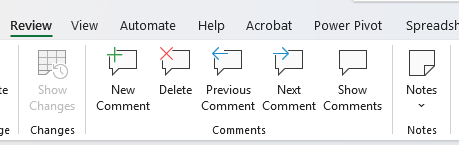 Review View Automate Help Acrobat Power Pivot
Show Changes
New Comment
Delete
Previous Comment
Next Comment
Show Comments
Notes
Changes
Comments
Notes